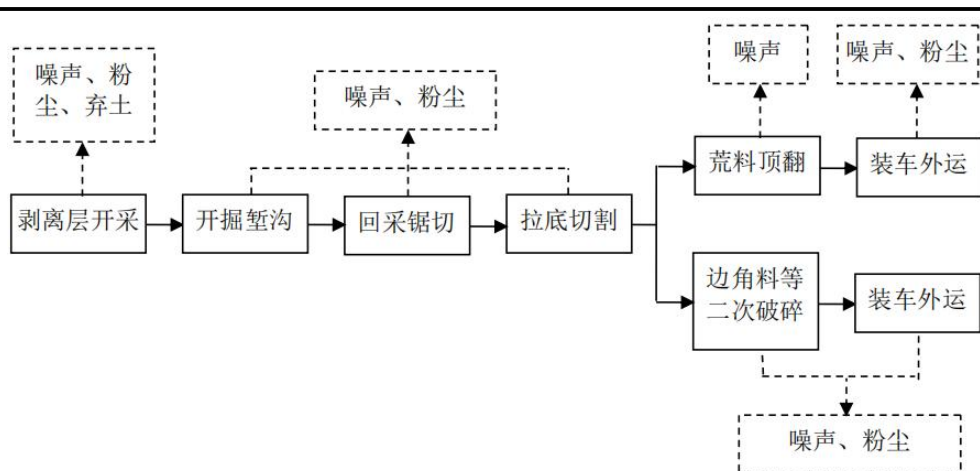 噪声、粉
尘、弃土
噪声、粉尘
噪声
噪声、粉尘
剥离层开采
开掘堑沟
回采锯切
拉底切割
荒料顶翻
装车外运
边角料等
二次破碎
装车外运
噪声、粉尘